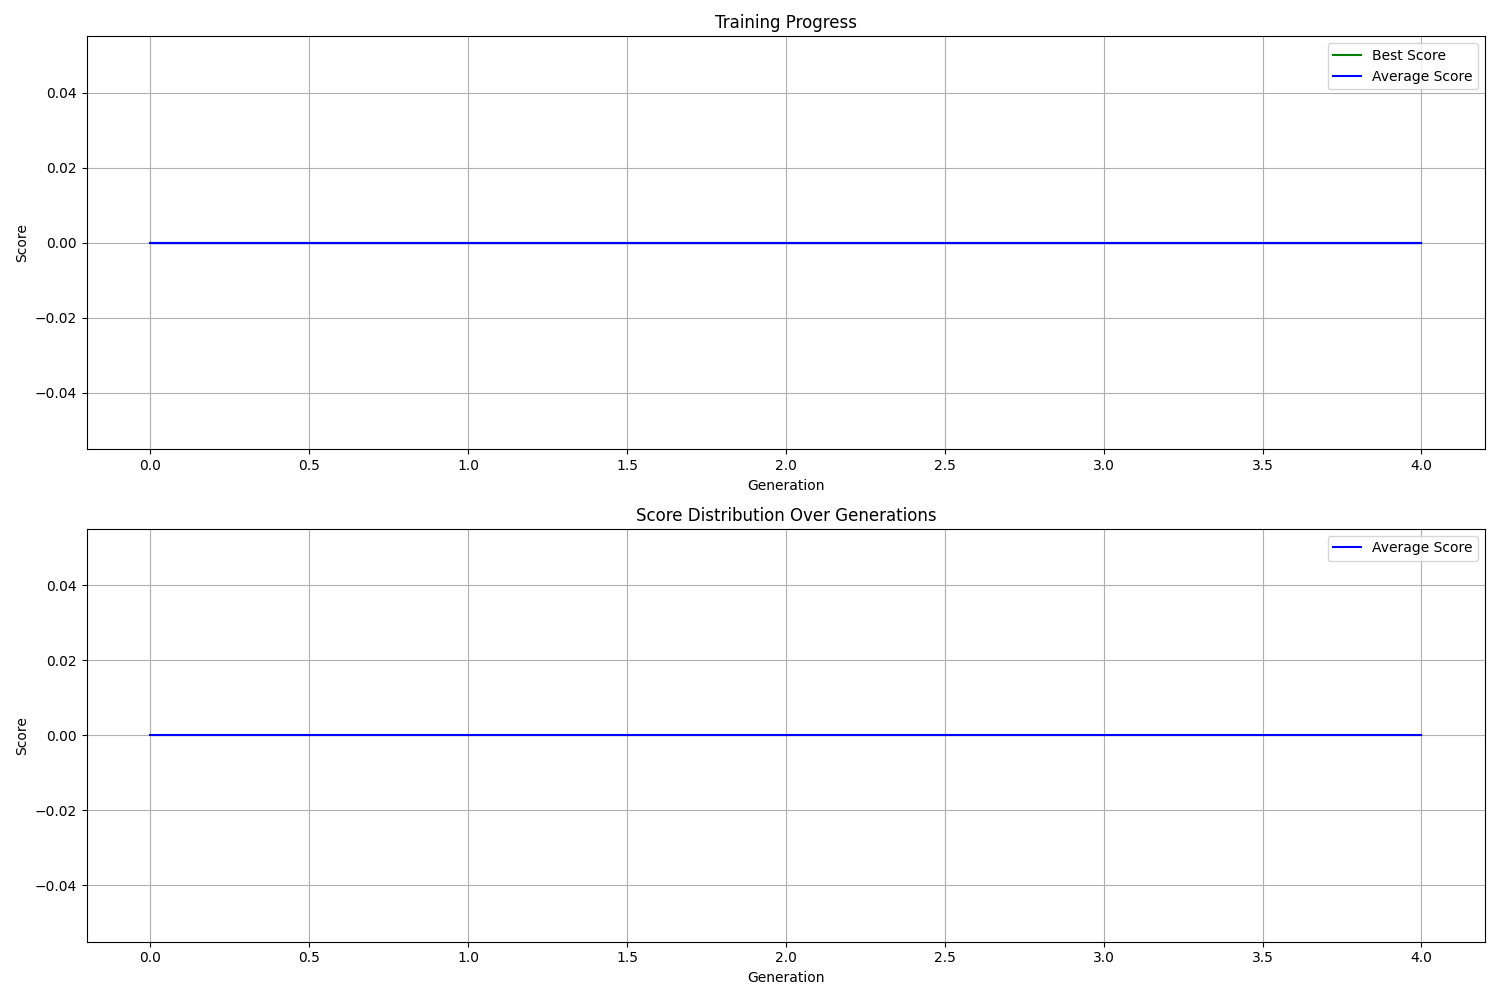 Training Progress
Best Score
Average Score
0.04
0.02
0.00
−0.02
−0.04
Score
0.0 0.5 1.0 1.5 2.0 2.5 3.0 3.5 4.0
Generation
Score Distribution Over Generations
Average Score
0.04
0.02
0.00
−0.02
−0.04
Score
0.0 0.5 1.0 1.5 2.0 2.5 3.0 3.5 4.0
Generation